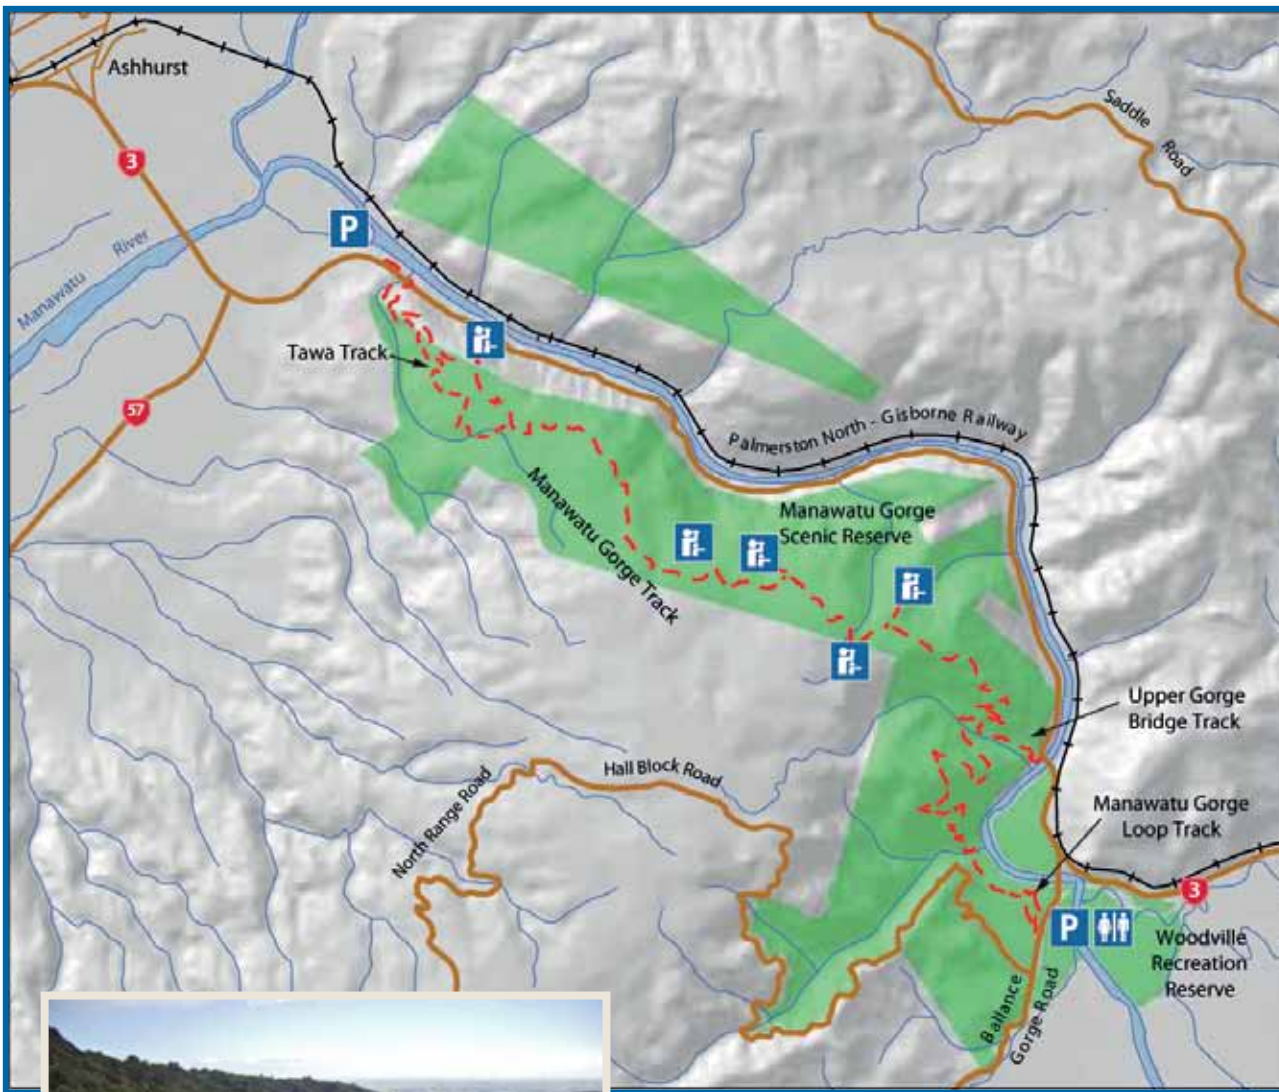 Ashhurst
3
Saddle
Road
P
Manawatu River
Tawa Track
57
Palmerston North - Gisborne Railway
Manawatu Gorge
Scenic Reserve
Manawatu Gorge Track
Upper Gorge
Bridge Track
Hall Block Road
North Range Road
Manawatu Gorge
Loop Track
3
P
Woodville
Recreation
Reserve
Ballance
Gorge Road